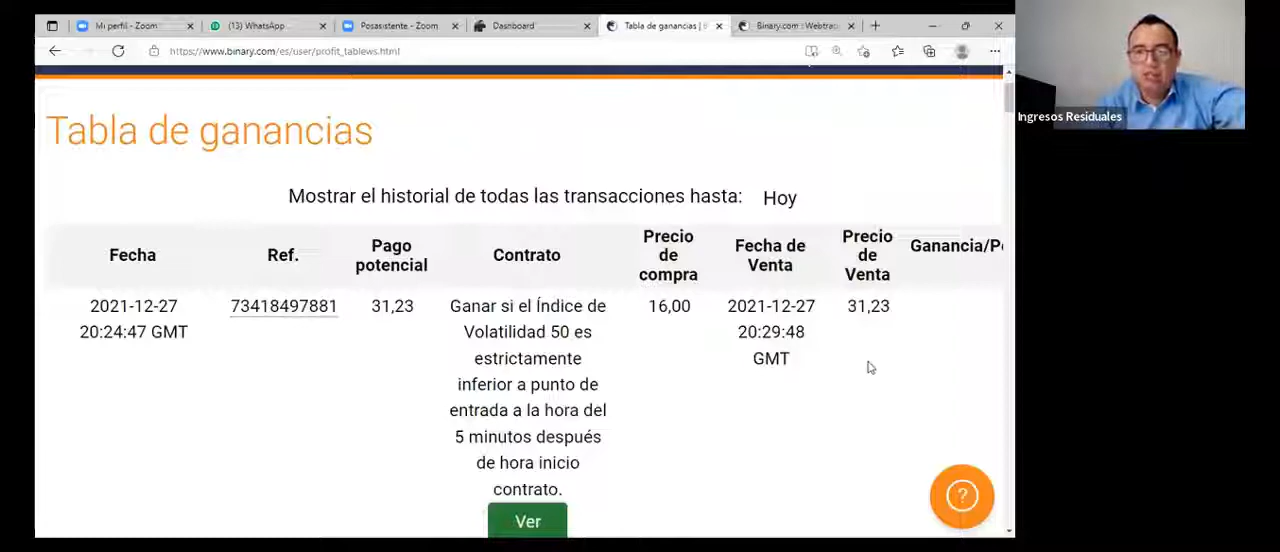 Mi perfil - Zoom
(13) WhatsApp
Posasistente - Zoom
Dashboard
Tabla de ganancias | B
Binary.com : Webtrad
https://www.binary.com/es/user/profit_tablews.html
Ingresos Residuales
Tabla de ganancias
Mostrar el historial de todas las transacciones hasta: Hoy
Fecha
Ref.
Pago
potencial
Contrato
Precio
de
compra
Fecha de
Venta
Precio
de
Venta
Ganancia/Pé
2021-12-27
20:24:47 GMT
73418497881
31,23
Ganar si el Índice de
Volatilidad 50 es
estrictamente
inferior a punto de
entrada a la hora del
5 minutos después
de hora inicio
contrato.
16,00
2021-12-27
20:29:48
GMT
31,23
Ver
?